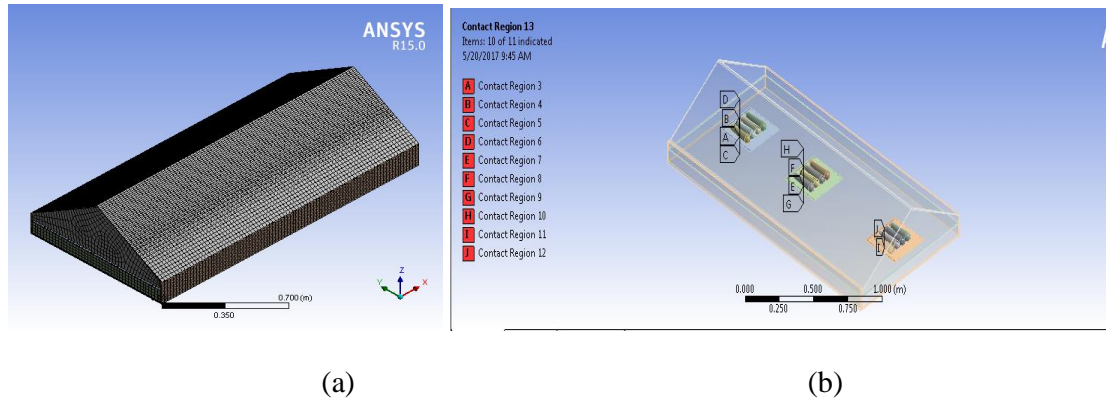 ANSYS
R15.0
0.700 (m)
0.350
Z
Y
X
(a)
Contact Region 13
Items: 10 of 11 indicated
5/20/2017 9:45 AM
A Contact Region 3
B Contact Region 4
C Contact Region 5
D Contact Region 6
E Contact Region 7
F Contact Region 8
G Contact Region 9
H Contact Region 10
I Contact Region 11
J Contact Region 12
D
B
A
C
H
F
E
G
J
I
0.000 0.500 1.000 (m)
0.250 0.750
(b)